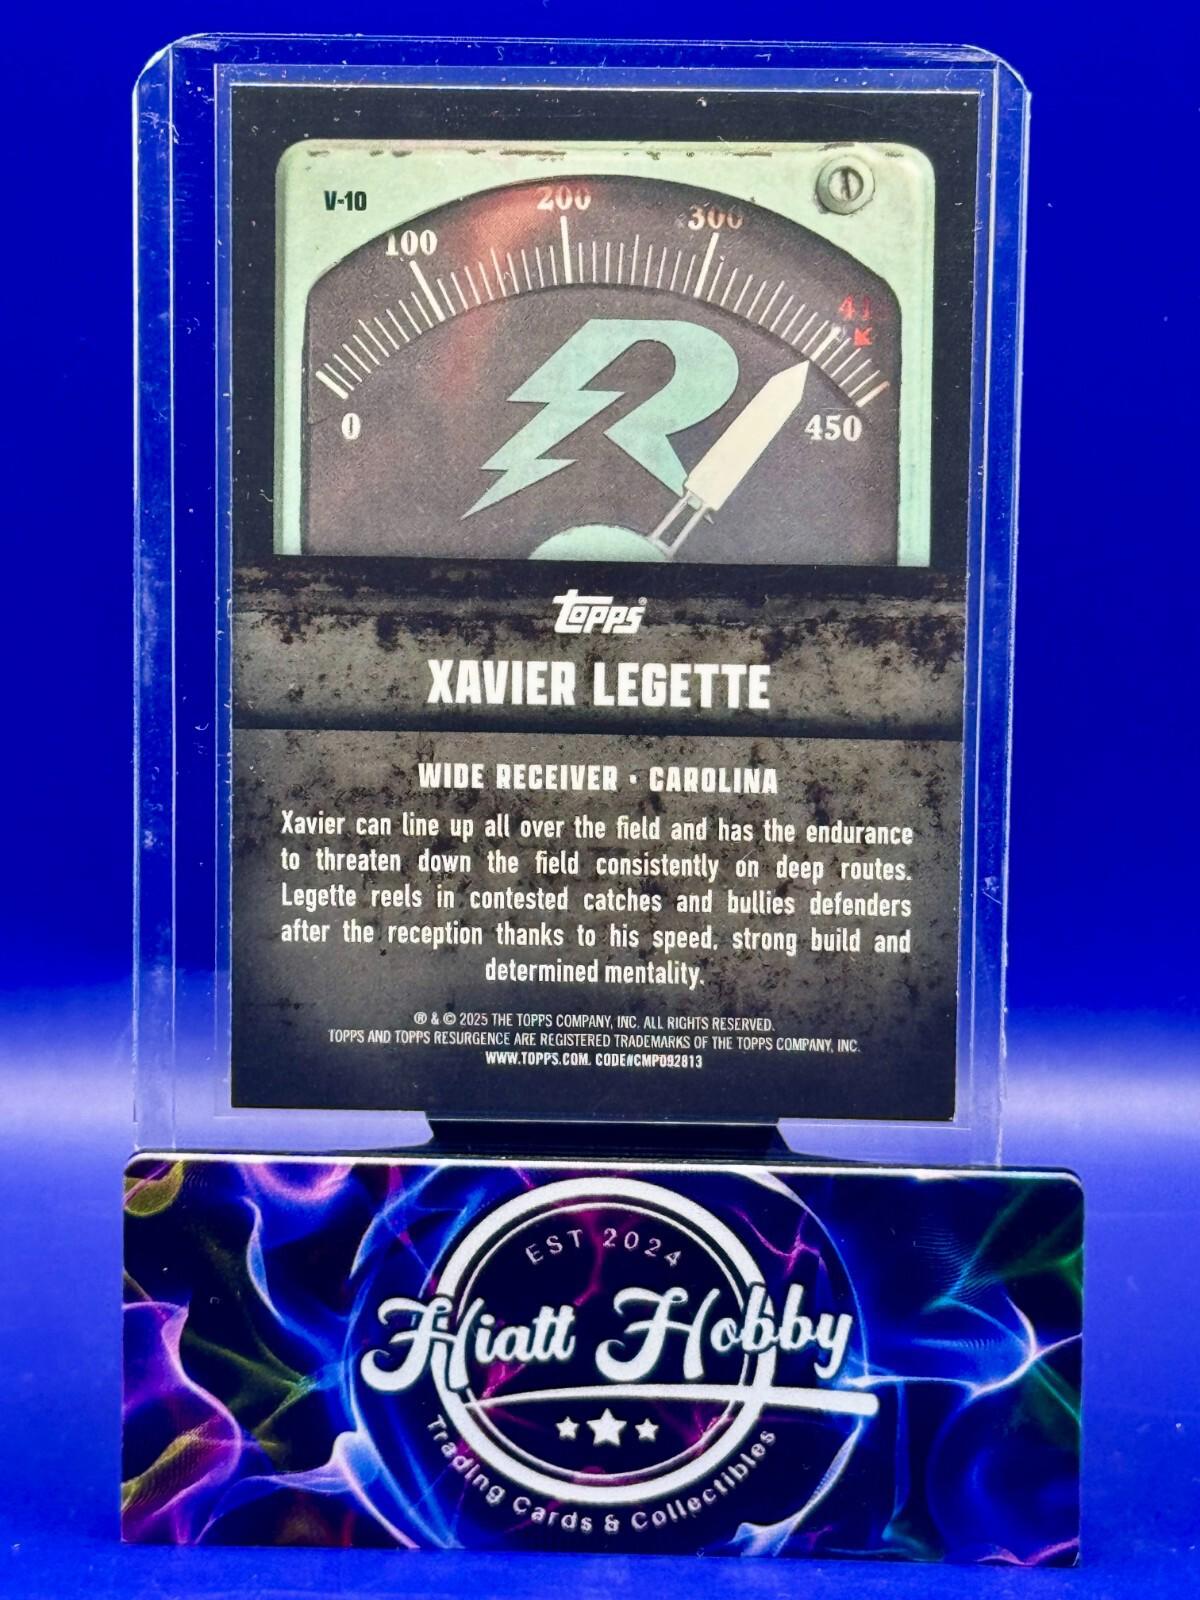 V-10
0
100
200
300
450
R
topps®
XAVIER LEGETTE
WIDE RECEIVER • CAROLINA
Xavier can line up all over the field and has the endurance
to threaten down the field consistently on deep routes.
Legette reels in contested catches and bullies defenders
after the reception thanks to his speed, strong build and
determined mentality.
® & © 2025 THE TOPPS COMPANY, INC. ALL RIGHTS RESERVED.
TOPPS AND TOPPS RESURGENCE ARE REGISTERED TRADEMARKS OF THE TOPPS COMPANY, INC.
WWW.TOPPS.COM. CODE#CMP092813
EST 2024
Hiatt Hobby
Trading Cards & Collectibles